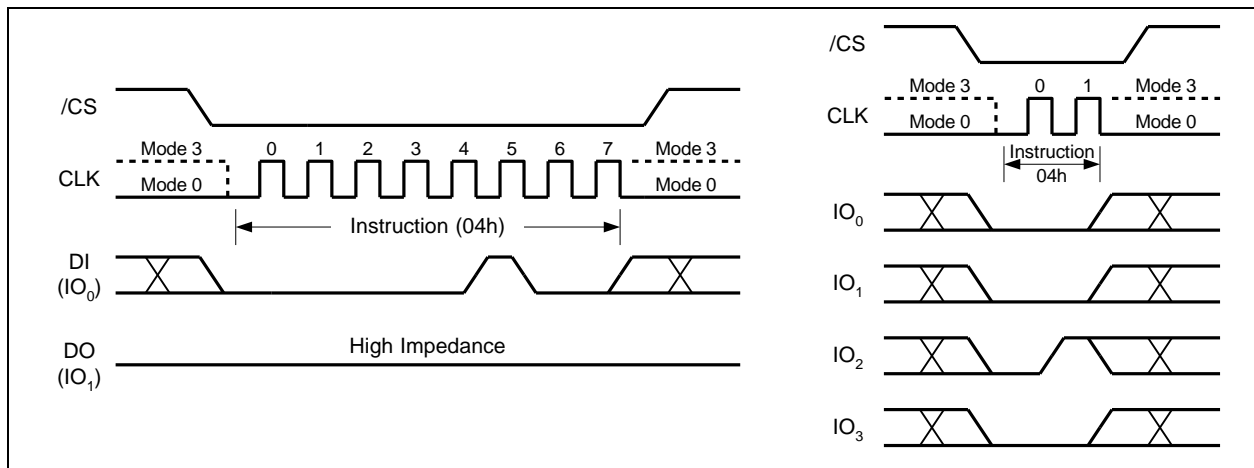 /CS
Mode 3
Mode 0
CLK
0 1 2 3 4 5 6 7
Mode 3
Mode 0
Instruction (04h)
DI
(IO0)
DO
(IO1)
High Impedance
/CS
Mode 3
Mode 0
CLK
0 1
Mode 3
Mode 0
Instruction
04h
IO0
IO1
IO2
IO3